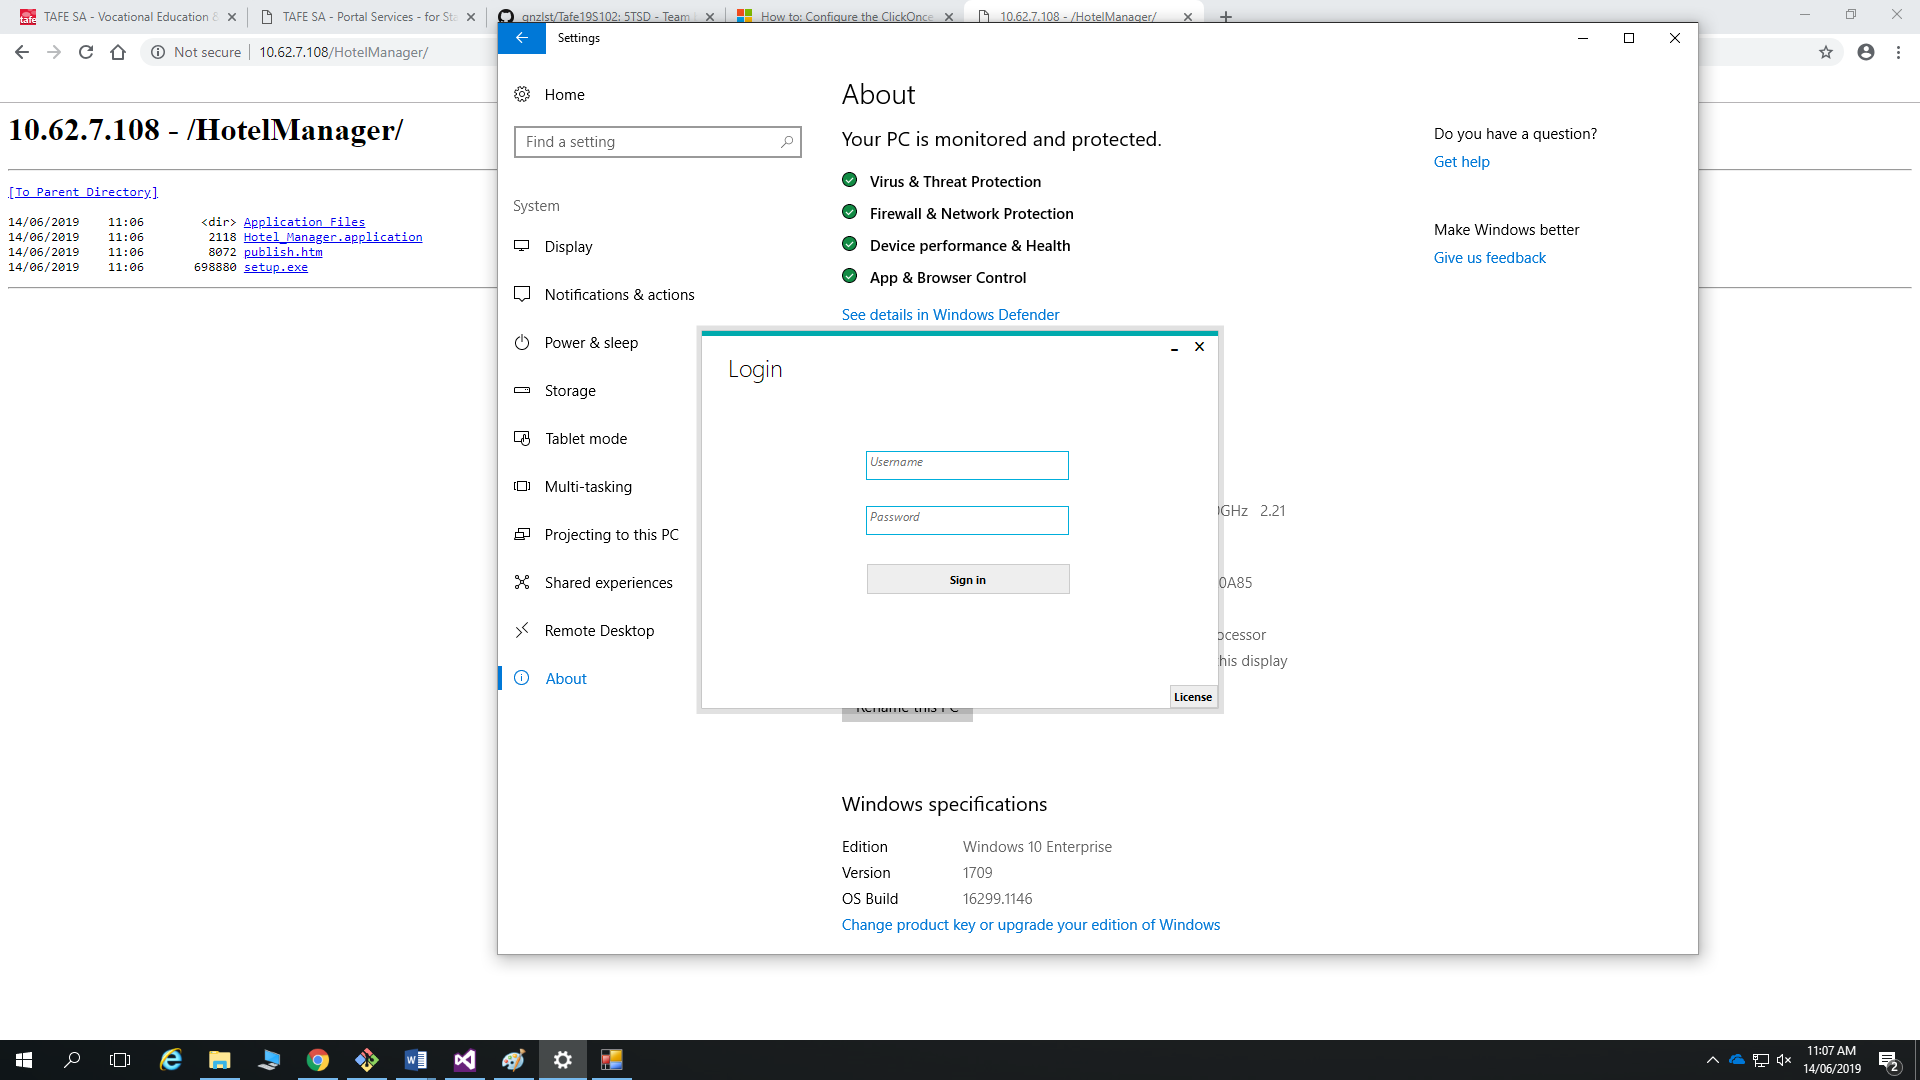 TAFE SA - Vocational Education &
TAFE SA - Portal Services - for Sta
gnzlst/Tafe19S102: 5TSD - Team
How to: Configure the ClickOnce
10.62.7.108 - /HotelManager/
Not secure
10.62.7.108/HotelManager/
10.62.7.108 - /HotelManager/
[To Parent Directory]
14/06/2019 11:06 <dir> Application Files
14/06/2019 11:06 2118 Hotel_Manager.application
14/06/2019 11:06 8072 publish.htm
14/06/2019 11:06 698880 setup.exe
Settings
Home
Find a setting
System
Display
Notifications & actions
Power & sleep
Storage
Tablet mode
Multi-tasking
Projecting to this PC
Shared experiences
Remote Desktop
About
About
Your PC is monitored and protected.
Virus & Threat Protection
Firewall & Network Protection
Device performance & Health
App & Browser Control
See details in Windows Defender
Do you have a question?
Get help
Make Windows better
Give us feedback
Login
Username
Password
Sign in
License
GHz 2.21
0A85
ocessor
this display
Rename this PC
Windows specifications
Edition Windows 10 Enterprise
Version 1709
OS Build 16299.1146
Change product key or upgrade your edition of Windows
11:07 AM
14/06/2019
2